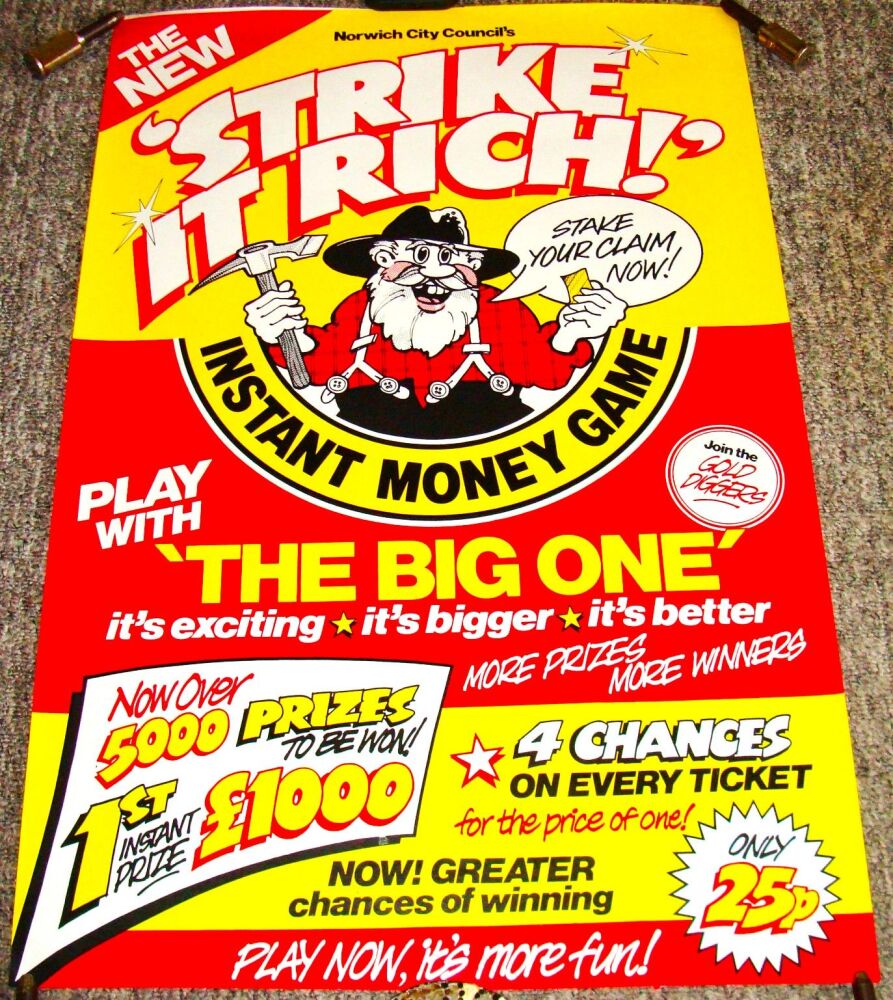 THE
NEW
Norwich City Council's
'STRIKE
IT RICH!'
STAKE
YOUR CLAIM
NOW!
INSTANT MONEY GAME
Join the
GOLD
DIGGERS
PLAY
WITH
'THE BIG ONE'
it's exciting ★ it's bigger ★ it's better
MORE PRIZES
MORE WINNERS
NOW OVER
5000 PRIZES
TO BE WON!
1ST
INSTANT
PRIZE
£1000
4 CHANCES
ON EVERY TICKET
for the price of one!
NOW! GREATER
chances of winning
ONLY
25p
PLAY NOW, it's more fun!